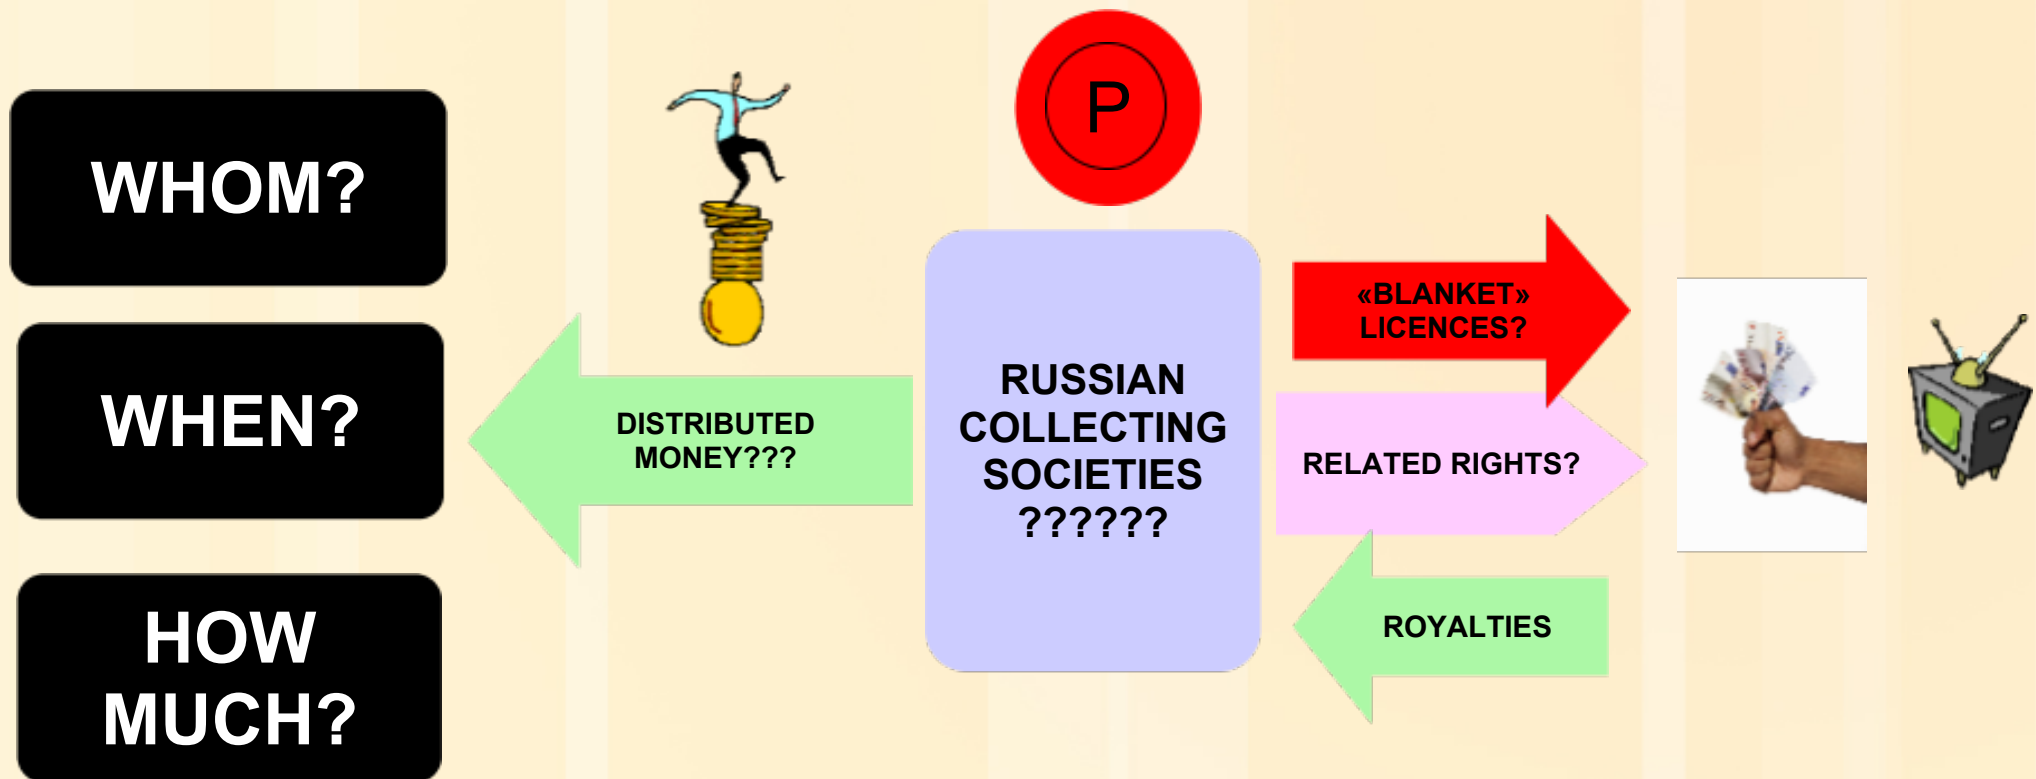 P
WHOM?
WHEN?
HOW
MUCH?
DISTRIBUTED
MONEY???
RUSSIAN
COLLECTING
SOCIETIES
??????
«BLANKET»
LICENCES?
RELATED RIGHTS?
ROYALTIES